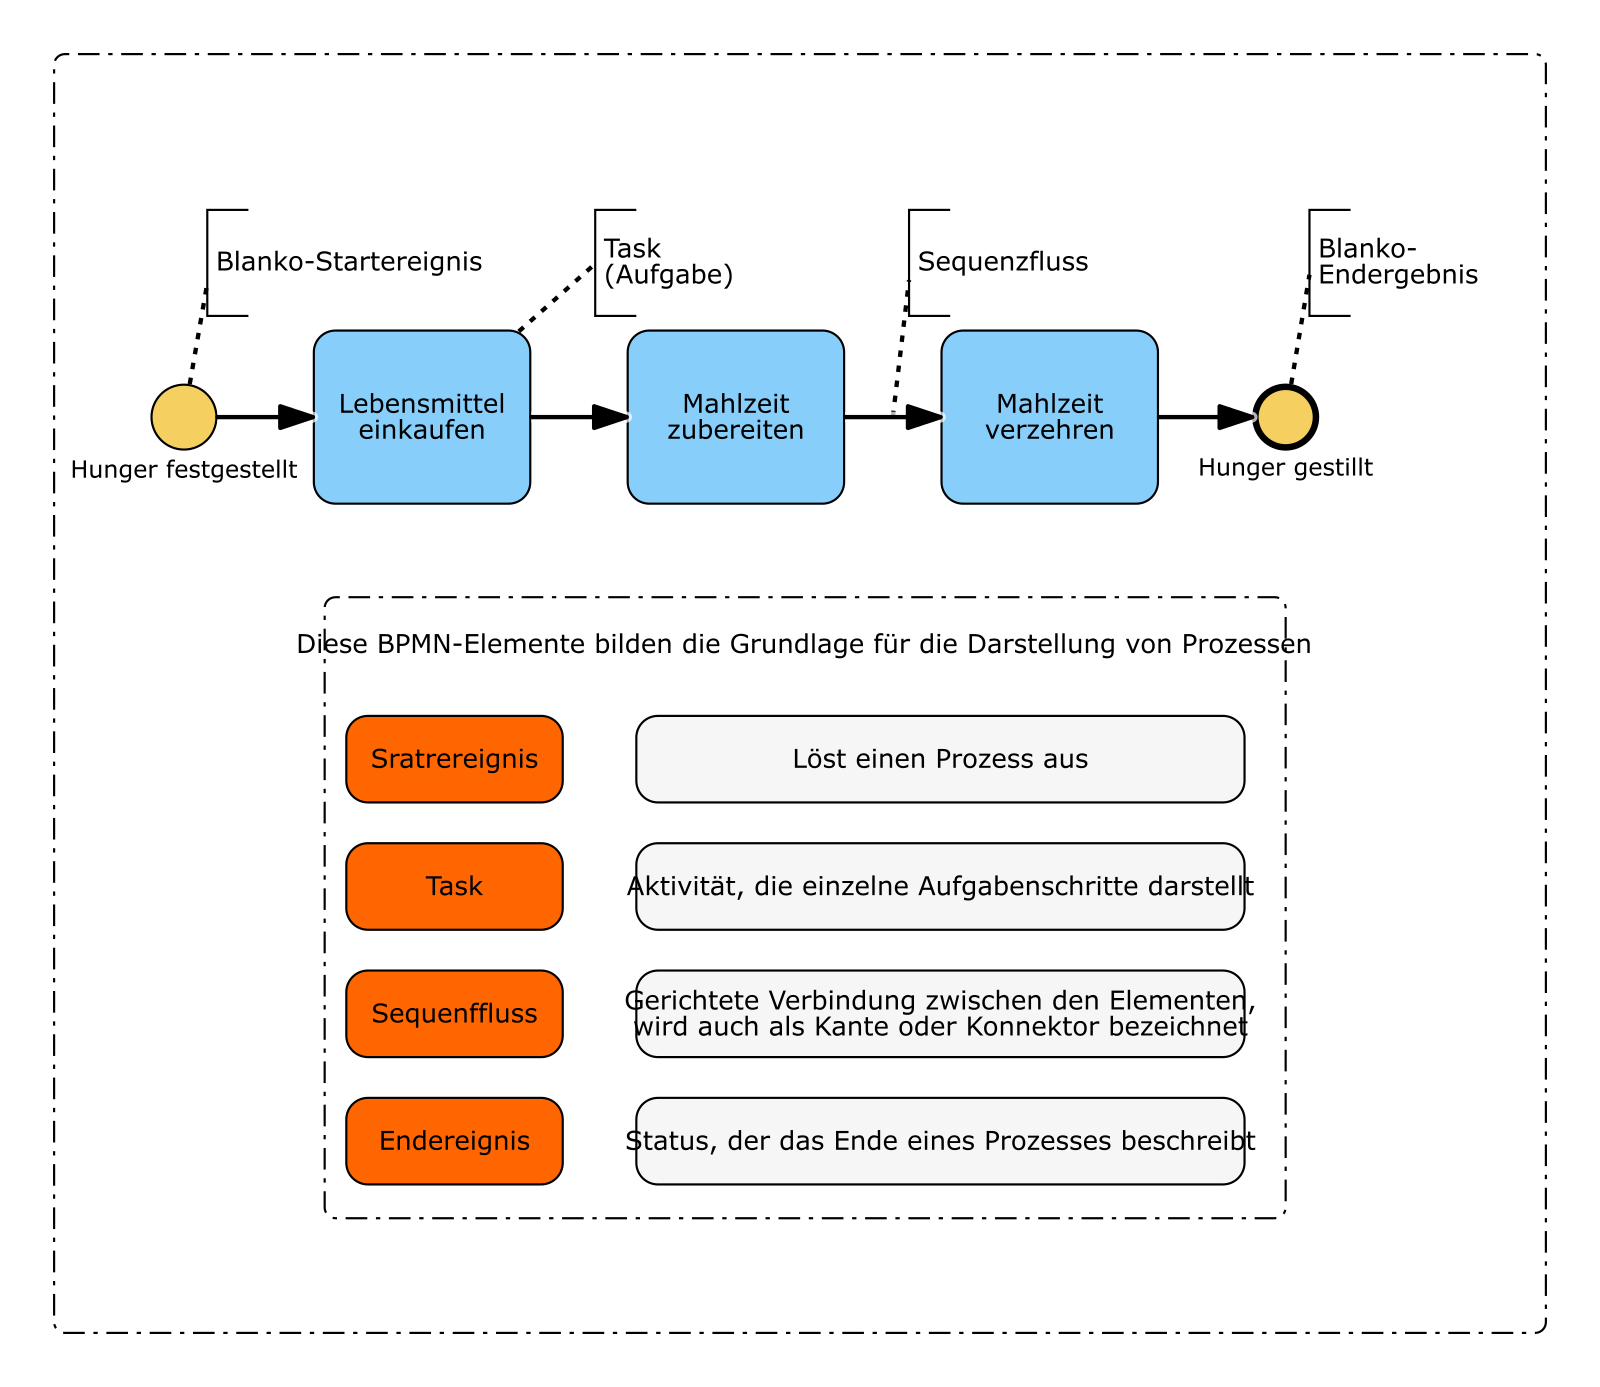 Blanko-Startereignis
Task
(Aufgabe)
Sequenzfluss
Blanko-
Endergebnis
Lebensmittel
einkaufen
Mahlzeit
zubereiten
Mahlzeit
verzehren
Hunger festgestellt
Hunger gestillt
Diese BPMN-Elemente bilden die Grundlage für die Darstellung von Prozessen
Sratrereignis
Löst einen Prozess aus
Task
Aktivität, die einzelne Aufgabenschritte darstellt
Sequenffluss
Gerichtete Verbindung zwischen den Elementen,
wird auch als Kante oder Konnektor bezeichnet
Endereignis
Status, der das Ende eines Prozesses beschreibt